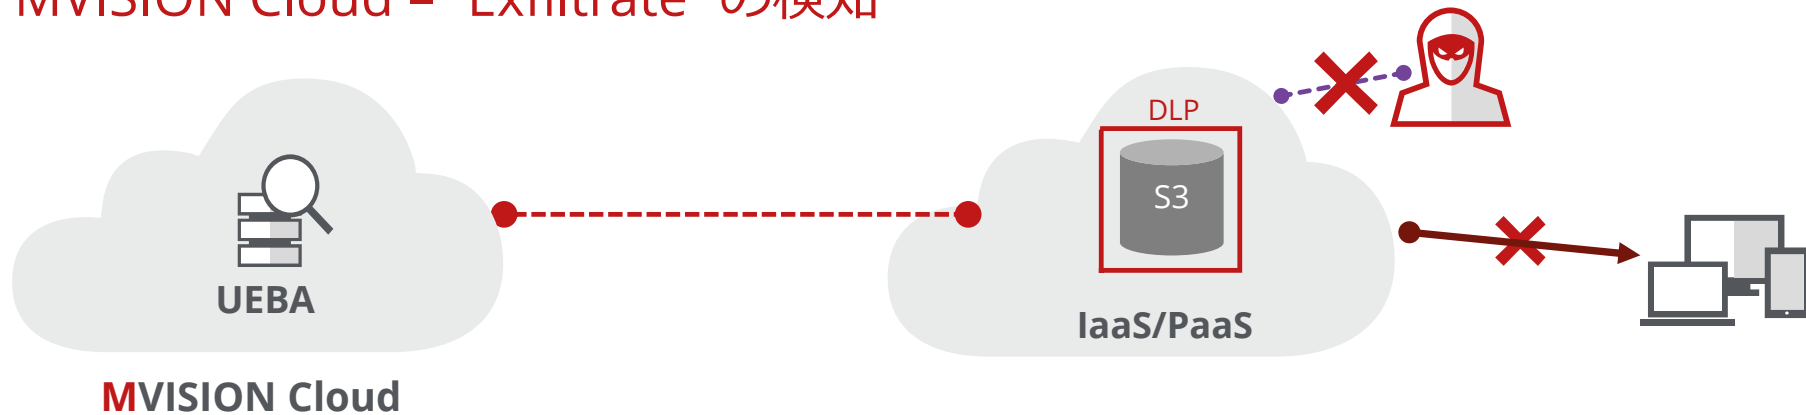 MVISION Cloud – “Exfiltrate” の検知
DLP
S3
UEBA
IaaS/PaaS
MVISION Cloud